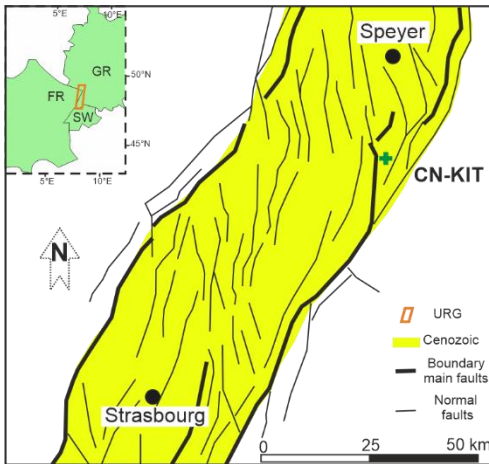 5°E
10°E
GR
FR
SW
50°N
45°N
5°E
10°E
Speyer
CN-KIT
N
URG
Cenozoic
Boundary
main faults
Normal
faults
Strasbourg
0
25
50 km